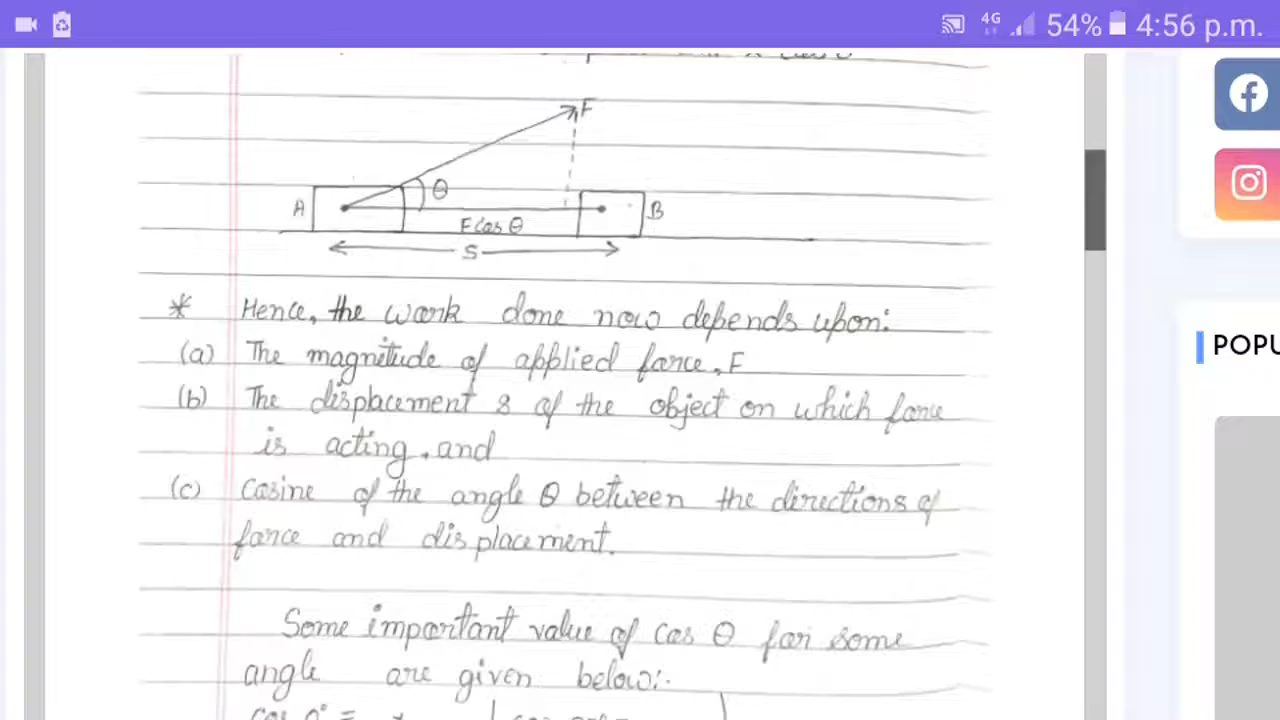 4G 54% 4:56 p.m.
F
θ
A
B
F cos θ
S
* Hence, the work done now depends upon:
(a) The magnitude of applied force, F
(b) The displacement s of the object on which force
is acting, and
(c) Cosine of the angle θ between the directions of
force and displacement.
POPU
Some important value of cos θ for some
angle are given below:-
cos 0° =